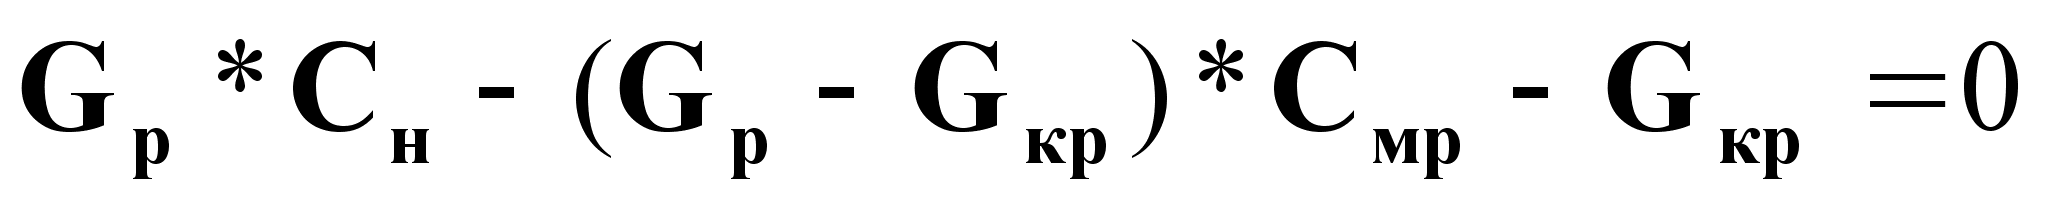 Gр *Cн - (Gр - Gкр)*Cмр - Gкр =0